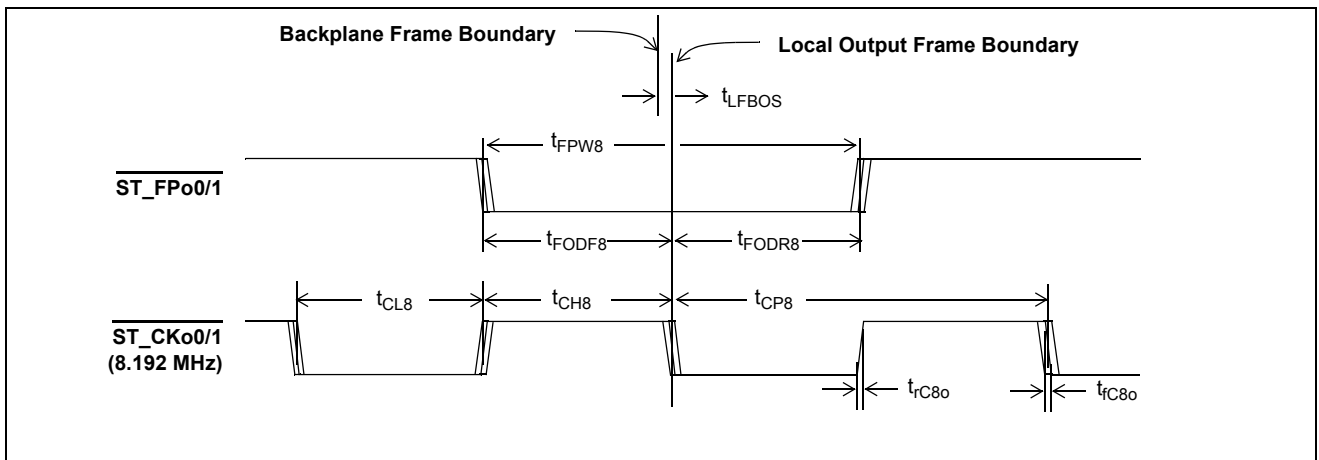 Backplane Frame Boundary
Local Output Frame Boundary
tLFBOS
tFPW8
ST_FPo0/1
tFODF8
tFODR8
tCL8
tCH8
tCP8
ST_CKo0/1
(8.192 MHz)
trC8o
tfC8o